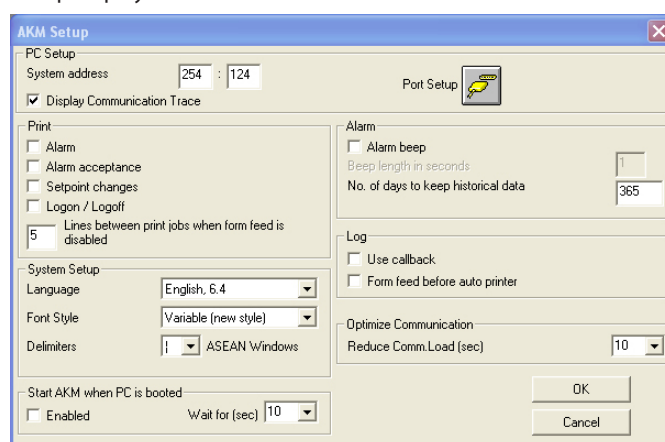 AKM Setup
PC Setup
System address 254 : 124
Display Communication Trace
Port Setup
Print
Alarm
Alarm acceptance
Setpoint changes
Logon / Logoff
5 Lines between print jobs when form feed is
disabled
Alarm
Alarm beep
Beep length in seconds 1
No. of days to keep historical data 365
Log
Use callback
Form feed before auto printer
System Setup
Language English, 6.4
Font Style Variable (new style)
Delimiters ¦ ASEAN Windows
Optimize Communication
Reduce Comm.Load (sec) 10
Start AKM when PC is booted
Enabled Wait for (sec) 10
OK
Cancel